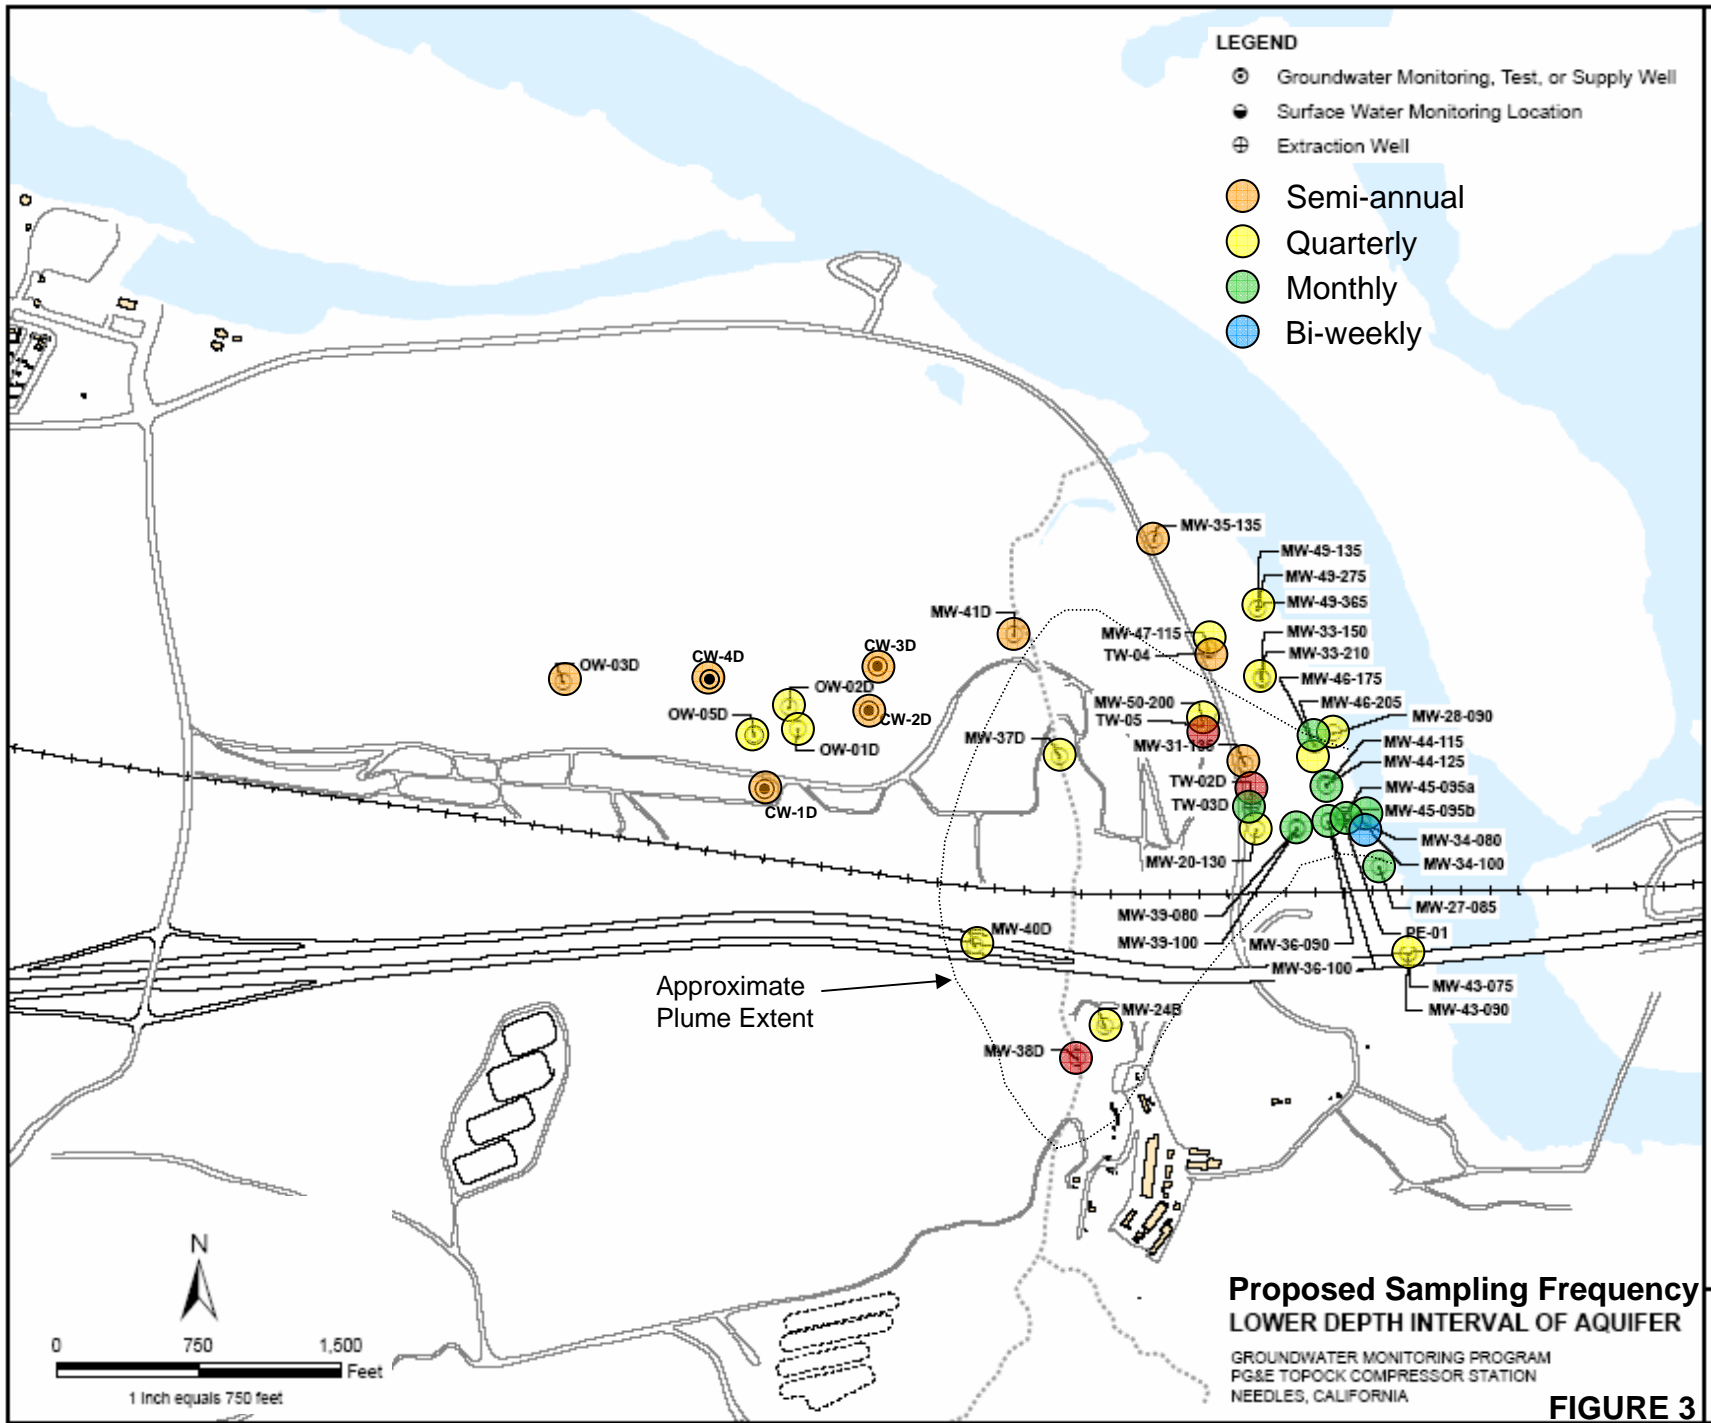 LEGEND
Groundwater Monitoring, Test, or Supply Well
Surface Water Monitoring Location
Extraction Well
Semi-annual
Quarterly
Monthly
Bi-weekly
MW-35-135
MW-49-135
MW-49-275
MW-49-365
MW-41D
MW-47-115
TW-04
MW-33-150
MW-33-210
MW-46-175
MW-46-205
MW-28-090
MW-44-115
MW-44-125
MW-45-095a
MW-45-095b
MW-34-080
MW-34-100
MW-27-085
OW-03D
CW-4D
CW-3D
OW-02D
CW-2D
OW-05D
OW-01D
CW-1D
MW-37D
MW-50-200
TW-05
MW-31-135
TW-02D
TW-03D
MW-20-130
MW-39-080
MW-39-100
MW-36-090
MW-36-100
PE-01
MW-43-075
MW-43-090
MW-40D
Approximate
Plume Extent
MW-24B
MW-38D
N
0 750 1,500
Feet
1 inch equals 750 feet
Proposed Sampling Frequency
LOWER DEPTH INTERVAL OF AQUIFER
GROUNDWATER MONITORING PROGRAM
PG&E TOPOCK COMPRESSOR STATION
NEEDLES, CALIFORNIA
FIGURE 3